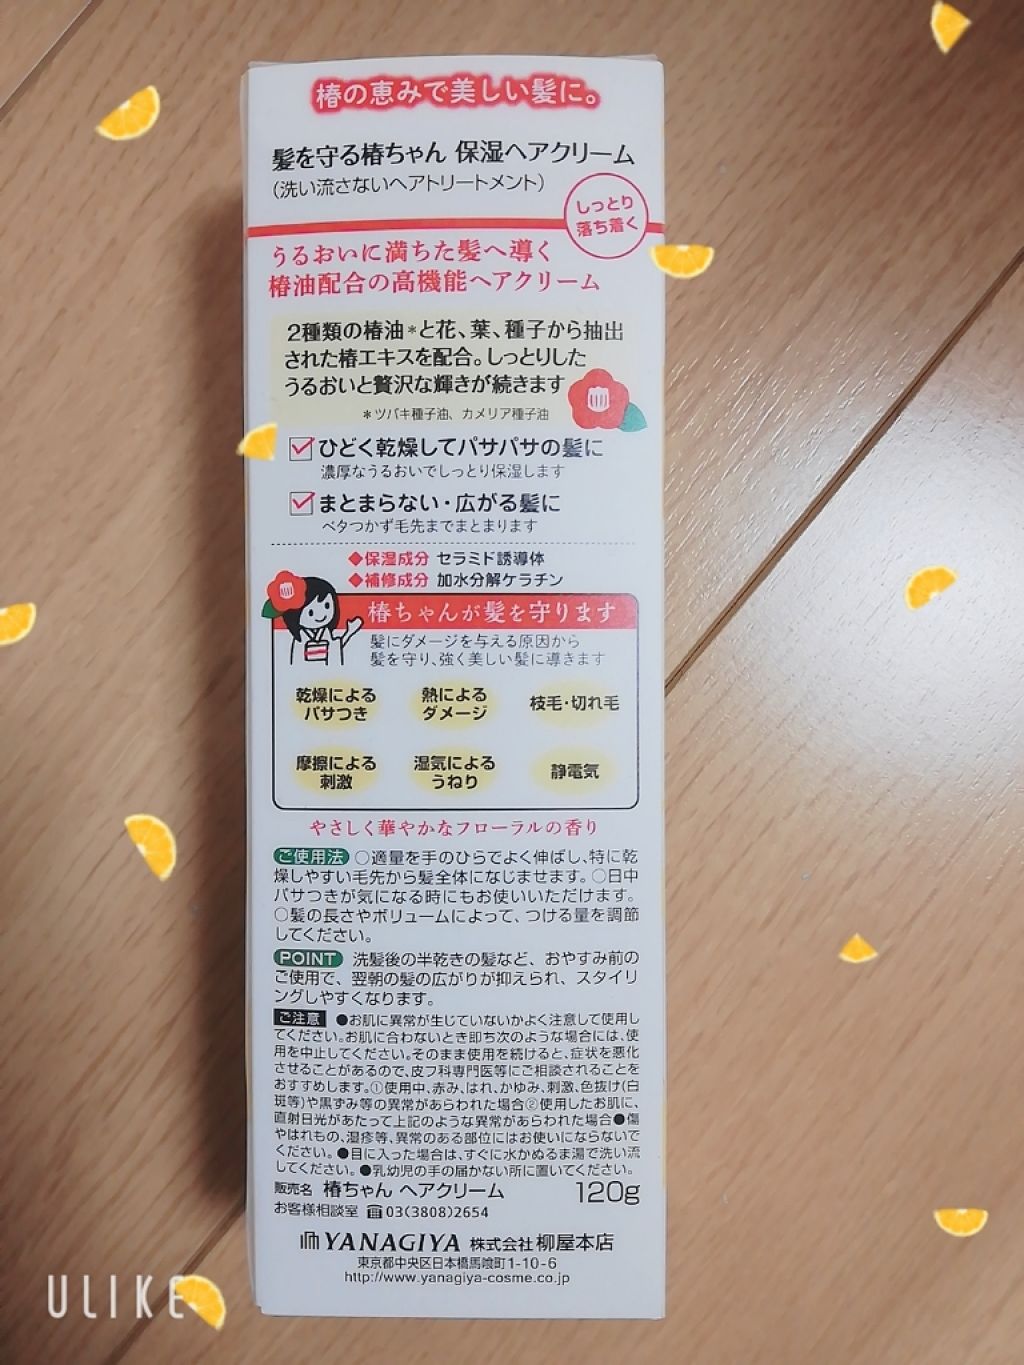 椿の恵みで美しい髪に。
髪を守る椿ちゃん 保湿ヘアクリーム
(洗い流さないヘアトリートメント)
しっとり
落ち着く
うるおいに満ちた髪へ導く
椿油配合の高機能ヘアクリーム
2種類の椿油*と花、葉、種子から抽出
された椿エキスを配合。しっとりした
うるおいと贅沢な輝きが続きます
*ツバキ種子油、カメリア種子油
ひどく乾燥してパサパサの髪に
濃厚なうるおいでしっとり保湿します
まとまらない・広がる髪に
ベタつかず毛先までまとまります
◆保湿成分 セラミド誘導体
◆補修成分 加水分解ケラチン
椿ちゃんが髪を守ります
髪にダメージを与える原因から
髪を守り、強く美しい髪に導きます
乾燥による
パサつき
熱による
ダメージ
枝毛・切れ毛
摩擦による
刺激
湿気による
うねり
静電気
やさしく華やかなフローラルの香り
ご使用法 ○適量を手のひらでよく伸ばし、特に乾
燥しやすい毛先から髪全体になじませます。○日中
パサつきが気になる時にもお使いいただけます。
○髪の長さやボリュームによって、つける量を調節
してください。
POINT 洗髪後の半乾きの髪など、おやすみ前の
ご使用で、翌朝の髪の広がりが抑えられ、スタイリ
ングしやすくなります。
ご注意 ●お肌に異常が生じていないかよく注意して使用し
てください。お肌に合わないとき即ち次のような場合には、使
用を中止してください。そのまま使用を続けると、症状を悪化
させることがあるので、皮フ科専門医等にご相談されることを
おすすめします。①使用中、赤み、はれ、かゆみ、刺激、色抜け(白
斑等)や黒ずみ等の異常があらわれた場合②使用したお肌に、
直射日光があたって上記のような異常があらわれた場合●傷
やはれもの、湿疹等、異常のある部位にはお使いにならないで
ください。●目に入った場合は、すぐに水かぬるま湯で洗い流
してください。●乳幼児の手の届かない所に置いてください。
販売名 椿ちゃん ヘアクリーム 120g
お客様相談室 ☎03(3808)2654
YANAGIYA 株式会社柳屋本店
東京都中央区日本橋馬喰町1-10-6
http://www.yanagiya-cosme.co.jp
ULIKE